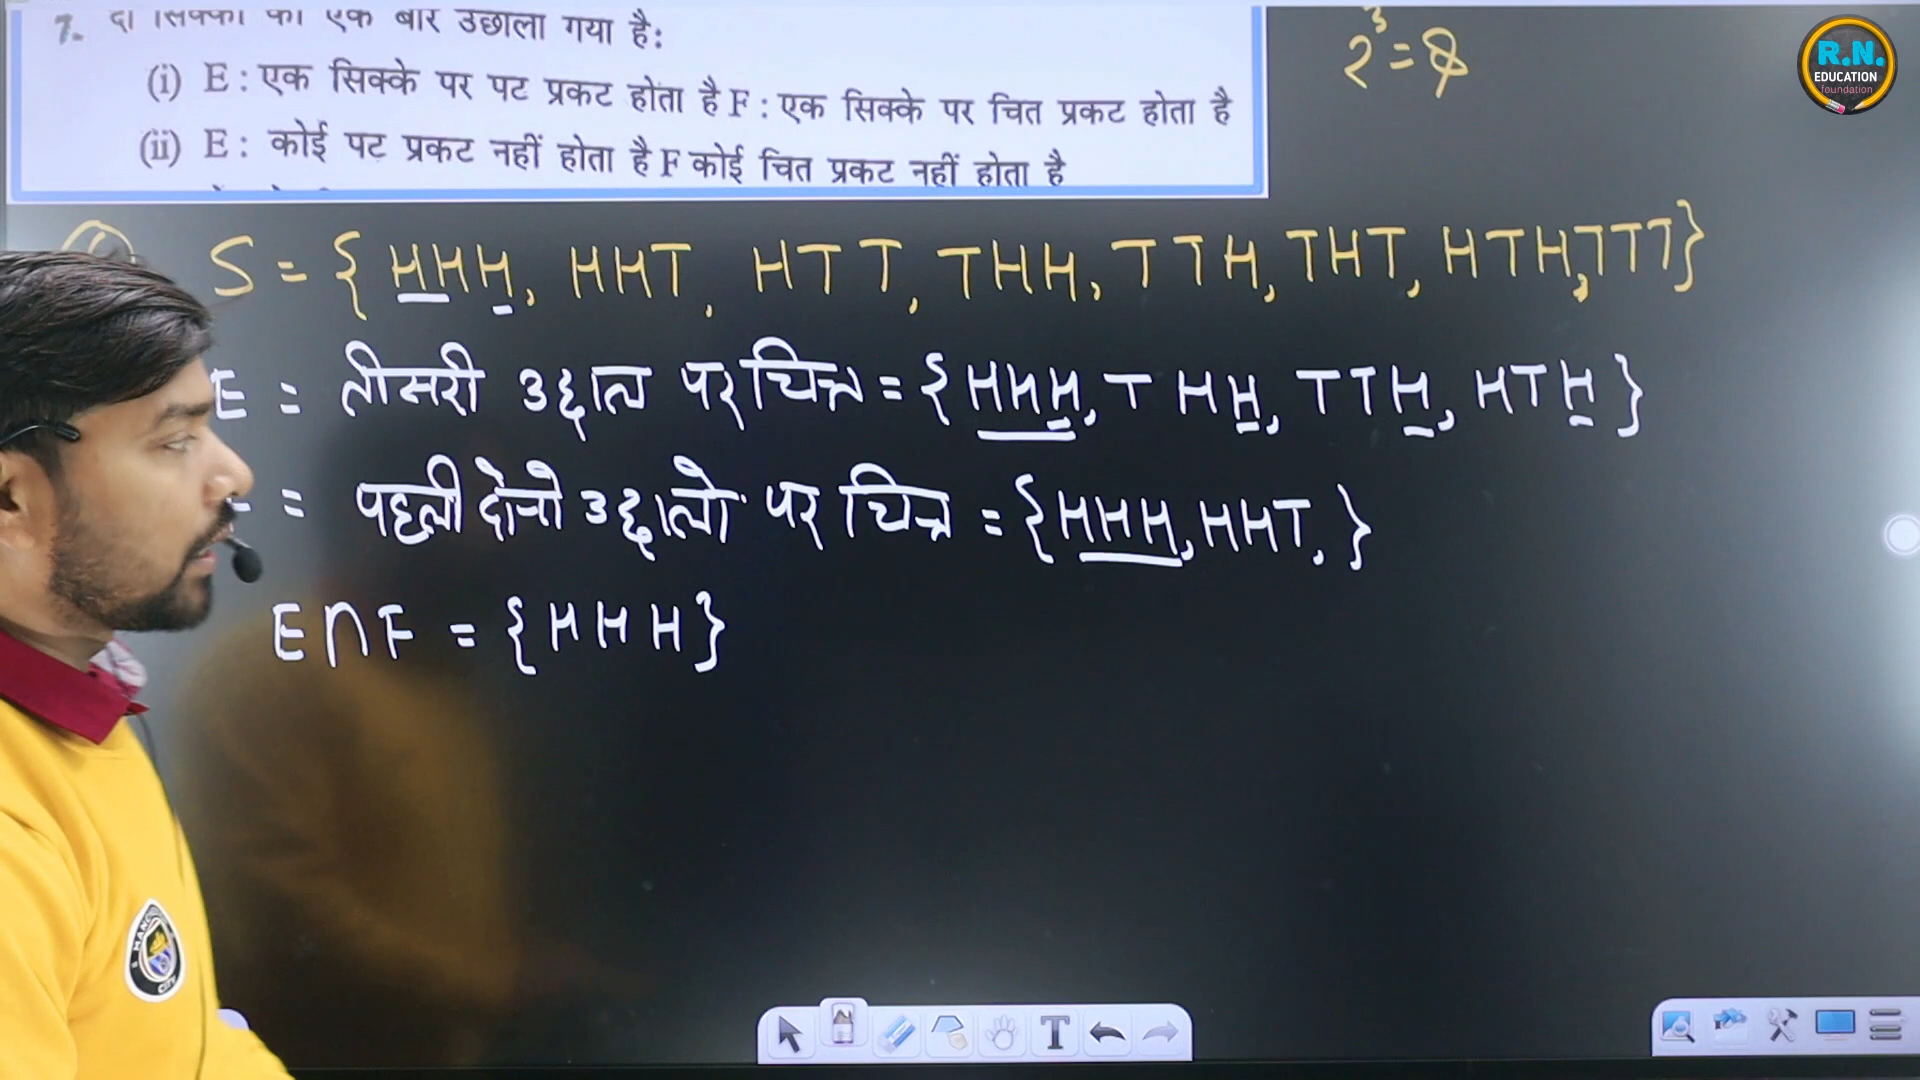 7. दो सिक्कों को एक बार उछाला गया है:
(i) E : एक सिक्के पर पट प्रकट होता है F : एक सिक्के पर चित प्रकट होता है
(ii) E : कोई पट प्रकट नहीं होता है F कोई चित प्रकट नहीं होता है
2³ = 8
R.N.
EDUCATION
foundation
S = { HHH, HHT, HTT, THH, TTH, THT, HTH, TTT}
E = तीसरी उछाल पर चित्त = {HHH, THH, TTH, HTH }
= पहली दोनो उछालो पर चित्त = {HHH, HHT, }
E∩F = {HHH}
T